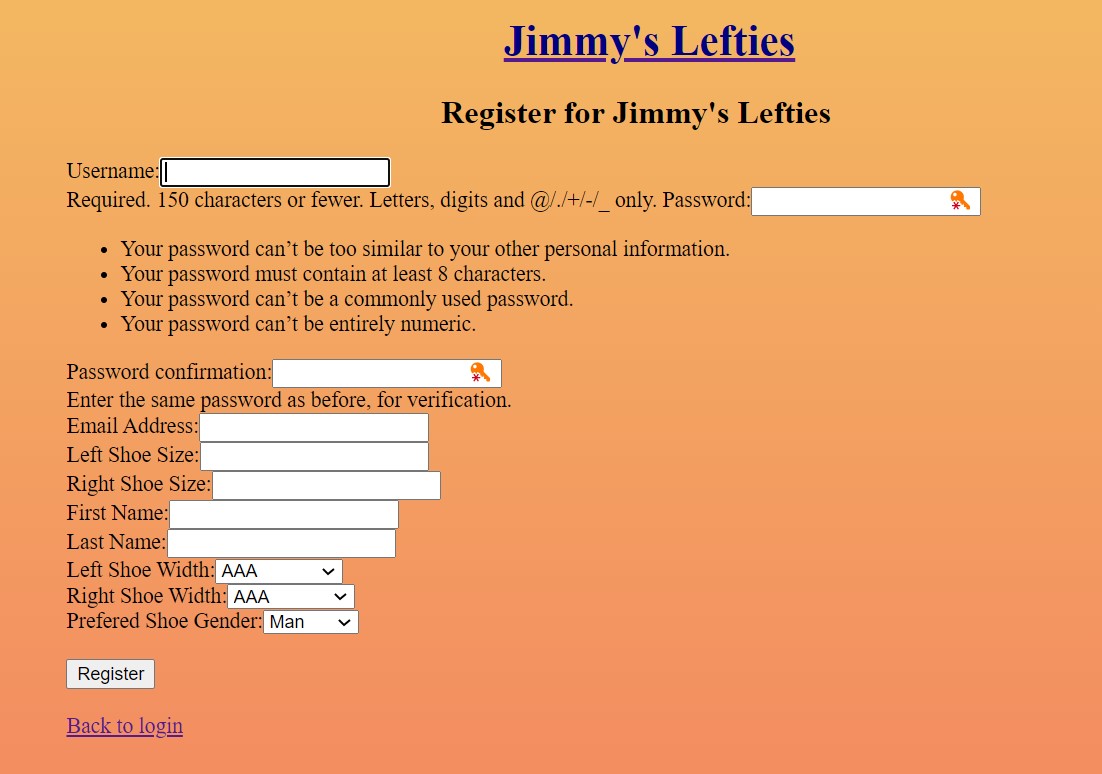 Jimmy's Lefties
Register for Jimmy's Lefties
Username:
Required. 150 characters or fewer. Letters, digits and @/./+/-/_ only. Password:
Your password can’t be too similar to your other personal information.
Your password must contain at least 8 characters.
Your password can’t be a commonly used password.
Your password can’t be entirely numeric.
Password confirmation:
Enter the same password as before, for verification.
Email Address:
Left Shoe Size:
Right Shoe Size:
First Name:
Last Name:
Left Shoe Width: AAA
Right Shoe Width: AAA
Prefered Shoe Gender: Man
Register
Back to login